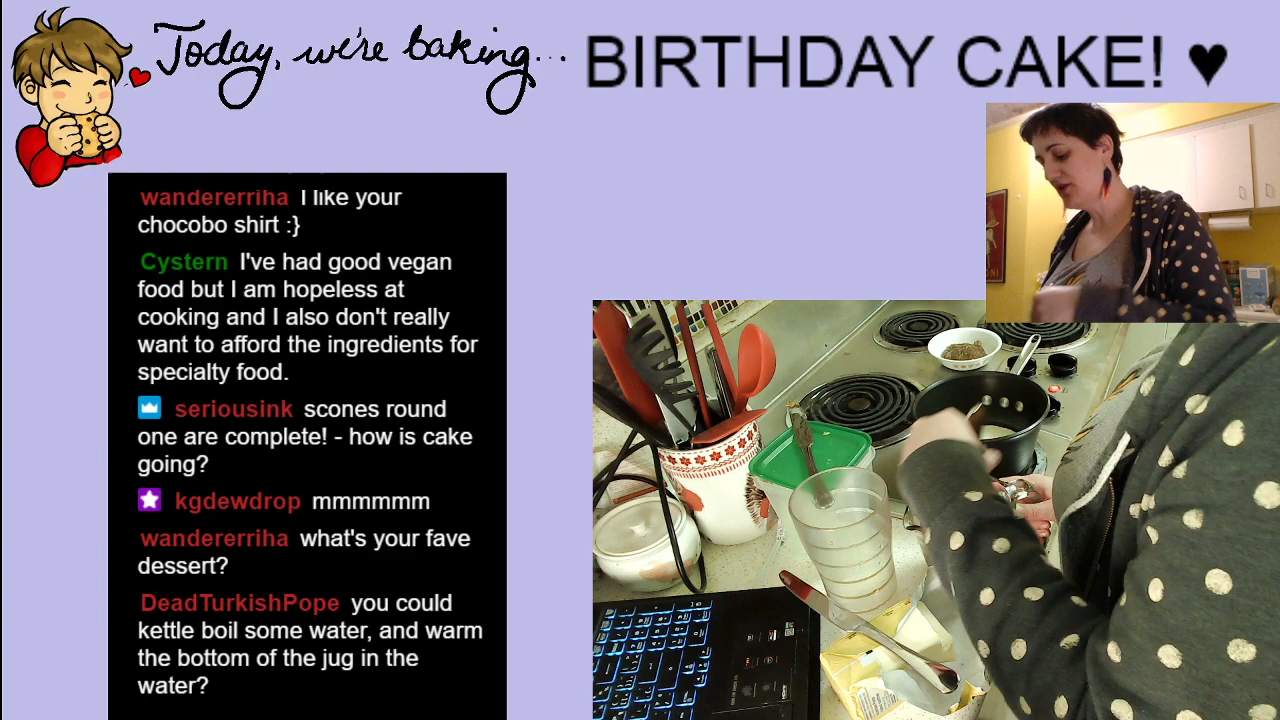 Today, we're baking... BIRTHDAY CAKE! ♥
wandererriha I like your
chocobo shirt :}
Cystern I've had good vegan
food but I am hopeless at
cooking and I also don't really
want to afford the ingredients for
specialty food.
seriousink scones round
one are complete! - how is cake
going?
kgdewdrop mmmmmm
wandererriha what's your fave
dessert?
DeadTurkishPope you could
kettle boil some water, and warm
the bottom of the jug in the
water?